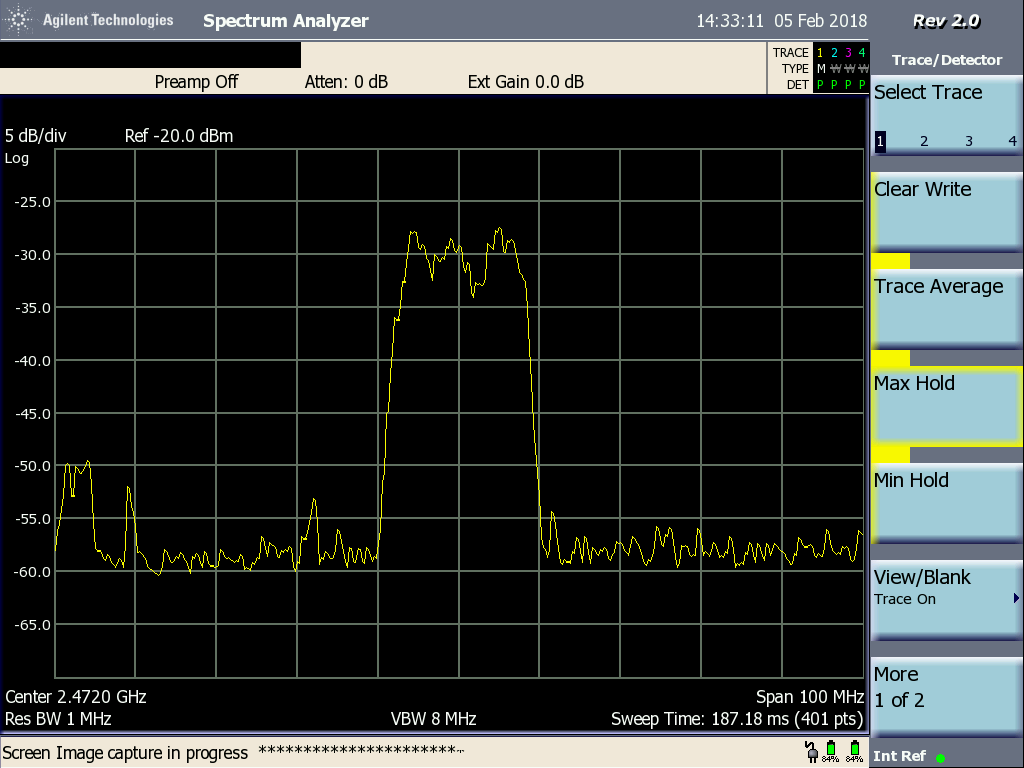 Agilent Technologies Spectrum Analyzer 14:33:11 05 Feb 2018 Rev 2.0
Trace/Detector
TRACE 1 2 3 4
TYPE M W W W
DET P P P P
Preamp Off Atten: 0 dB Ext Gain 0.0 dB
Select Trace
1 2 3 4
5 dB/div Ref -20.0 dBm
Log
-25.0
-30.0
-35.0
-40.0
-45.0
-50.0
-55.0
-60.0
-65.0
Clear Write
Trace Average
Max Hold
Min Hold
View/Blank
Trace On
More
1 of 2
Center 2.4720 GHz Span 100 MHz
Res BW 1 MHz VBW 8 MHz Sweep Time: 187.18 ms (401 pts)
Screen Image capture in progress **********************--
84% 84%
Int Ref